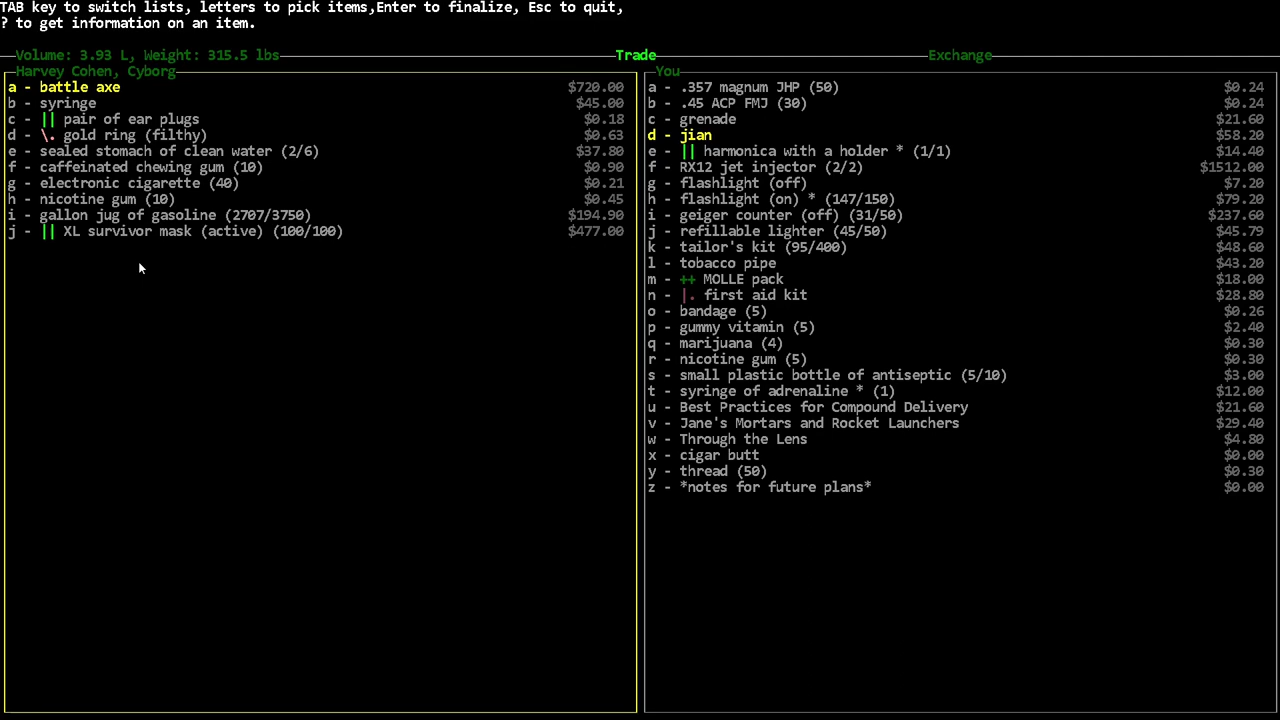 TAB key to switch lists, letters to pick items,Enter to finalize, Esc to quit,
? to get information on an item.
Volume: 3.93 L, Weight: 315.5 lbs Trade Exchange
Harvey Cohen, Cyborg
a - battle axe $720.00
b - syringe $45.00
c - || pair of ear plugs $0.18
d - \. gold ring (filthy) $0.63
e - sealed stomach of clean water (2/6) $37.80
f - caffeinated chewing gum (10) $0.90
g - electronic cigarette (40) $0.21
h - nicotine gum (10) $0.45
i - gallon jug of gasoline (2707/3750) $194.90
j - || XL survivor mask (active) (100/100) $477.00
You
a - .357 magnum JHP (50) $0.24
b - .45 ACP FMJ (30) $0.24
c - grenade $21.60
d - jian $58.20
e - || harmonica with a holder * (1/1) $14.40
f - RX12 jet injector (2/2) $1512.00
g - flashlight (off) $7.20
h - flashlight (on) * (147/150) $79.20
i - geiger counter (off) (31/50) $237.60
j - refillable lighter (45/50) $45.79
k - tailor's kit (95/400) $48.60
l - tobacco pipe $43.20
m - ++ MOLLE pack $18.00
n - |. first aid kit $28.80
o - bandage (5) $0.26
p - gummy vitamin (5) $2.40
q - marijuana (4) $0.30
r - nicotine gum (5) $0.30
s - small plastic bottle of antiseptic (5/10) $3.00
t - syringe of adrenaline * (1) $12.00
u - Best Practices for Compound Delivery $21.60
v - Jane's Mortars and Rocket Launchers $29.40
w - Through the Lens $4.80
x - cigar butt $0.00
y - thread (50) $0.30
z - *notes for future plans* $0.00